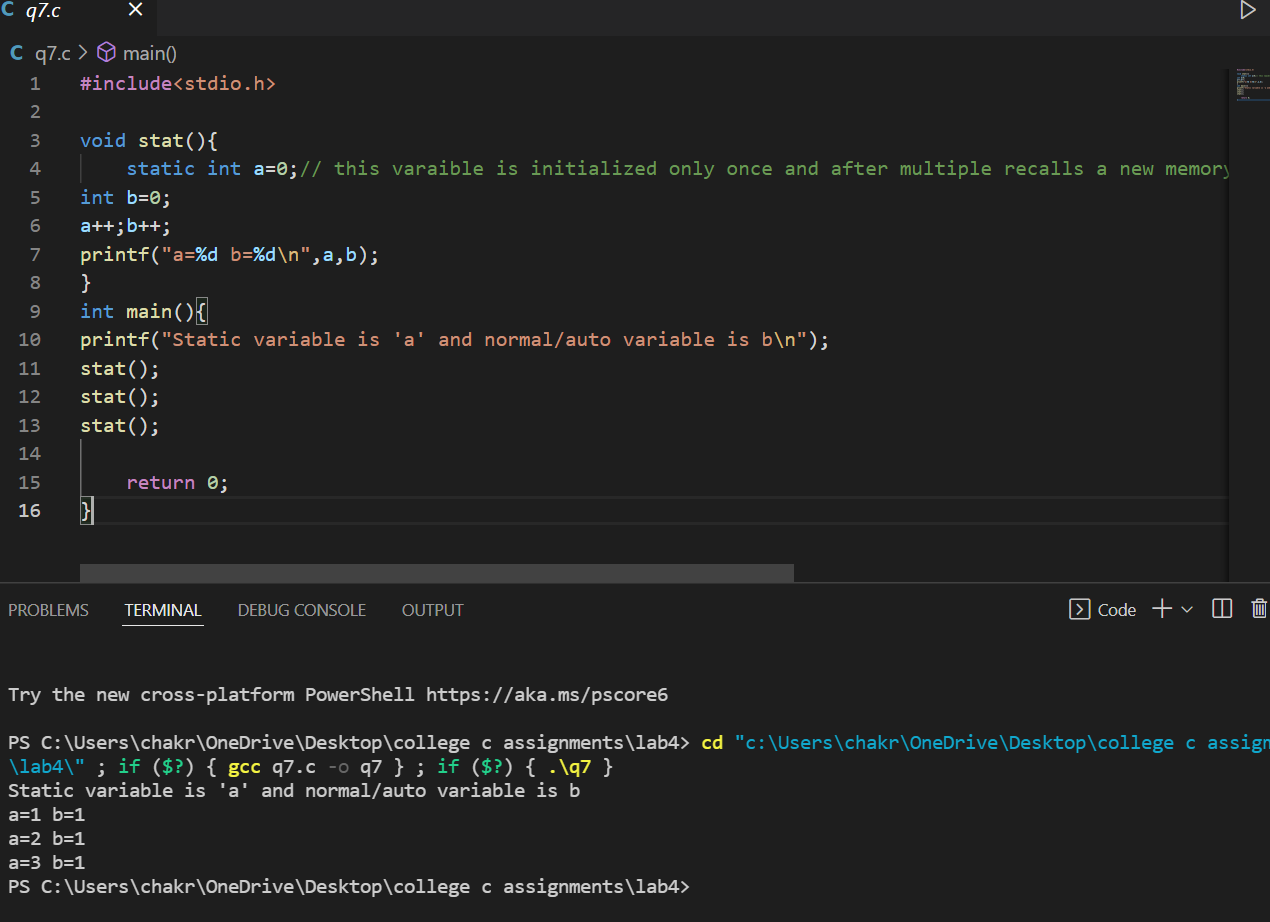 C q7.c
C q7.c > main()
1 #include<stdio.h>
2
3 void stat(){
4 static int a=0;// this varaible is initialized only once and after multiple recalls a new memory
5 int b=0;
6 a++;b++;
7 printf("a=%d b=%d\n",a,b);
8 }
9 int main(){
10 printf("Static variable is 'a' and normal/auto variable is b\n");
11 stat();
12 stat();
13 stat();
14
15 return 0;
16 }
PROBLEMS TERMINAL DEBUG CONSOLE OUTPUT Code
Try the new cross-platform PowerShell https://aka.ms/pscore6
PS C:\Users\chakr\OneDrive\Desktop\college c assignments\lab4> cd "c:\Users\chakr\OneDrive\Desktop\college c assign
\lab4\" ; if ($?) { gcc q7.c -o q7 } ; if ($?) { .\q7 }
Static variable is 'a' and normal/auto variable is b
a=1 b=1
a=2 b=1
a=3 b=1
PS C:\Users\chakr\OneDrive\Desktop\college c assignments\lab4>